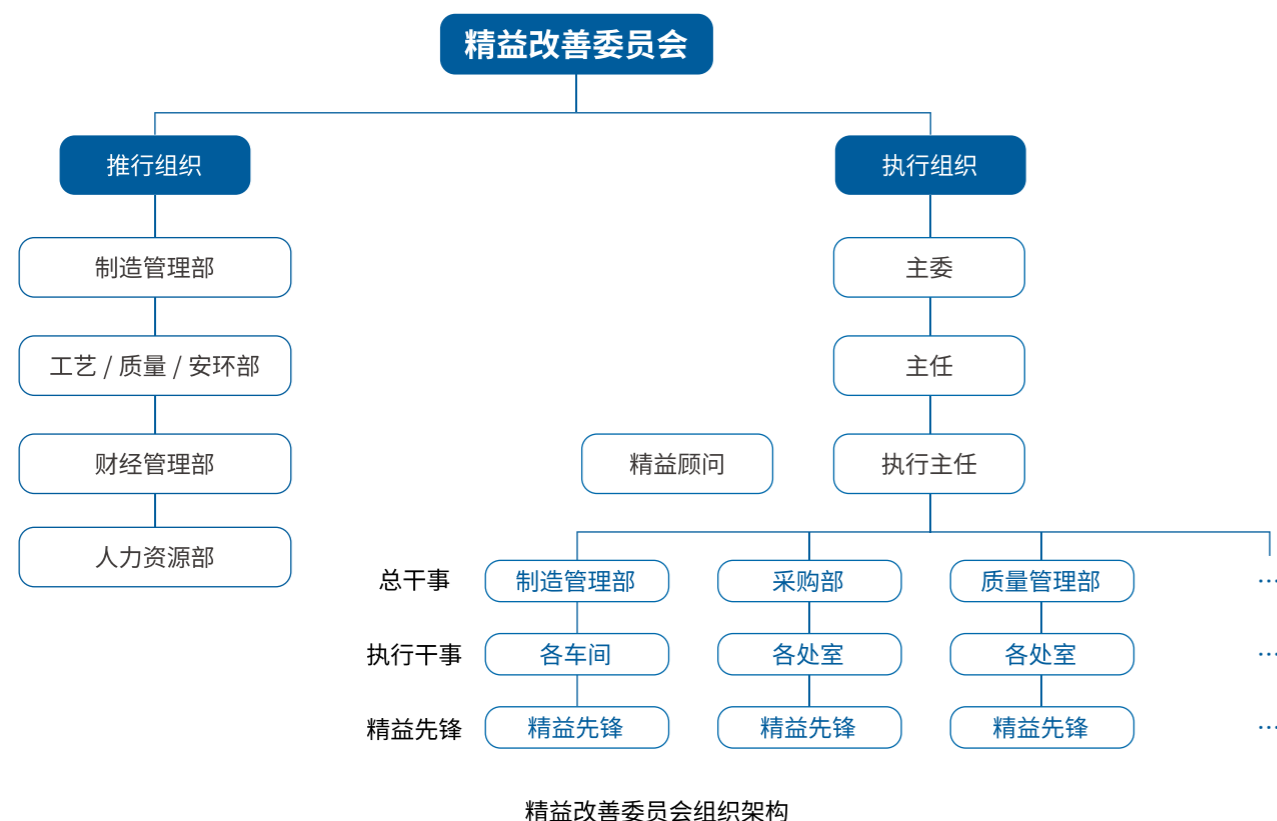 精益改善委员会
推行组织
执行组织
制造管理部
主委
工艺 / 质量 / 安环部
主任
财经管理部
精益顾问
执行主任
人力资源部
总干事
制造管理部
采购部
质量管理部
…
执行干事
各车间
各处室
各处室
…
精益先锋
精益先锋
精益先锋
精益先锋
…
精益改善委员会组织架构